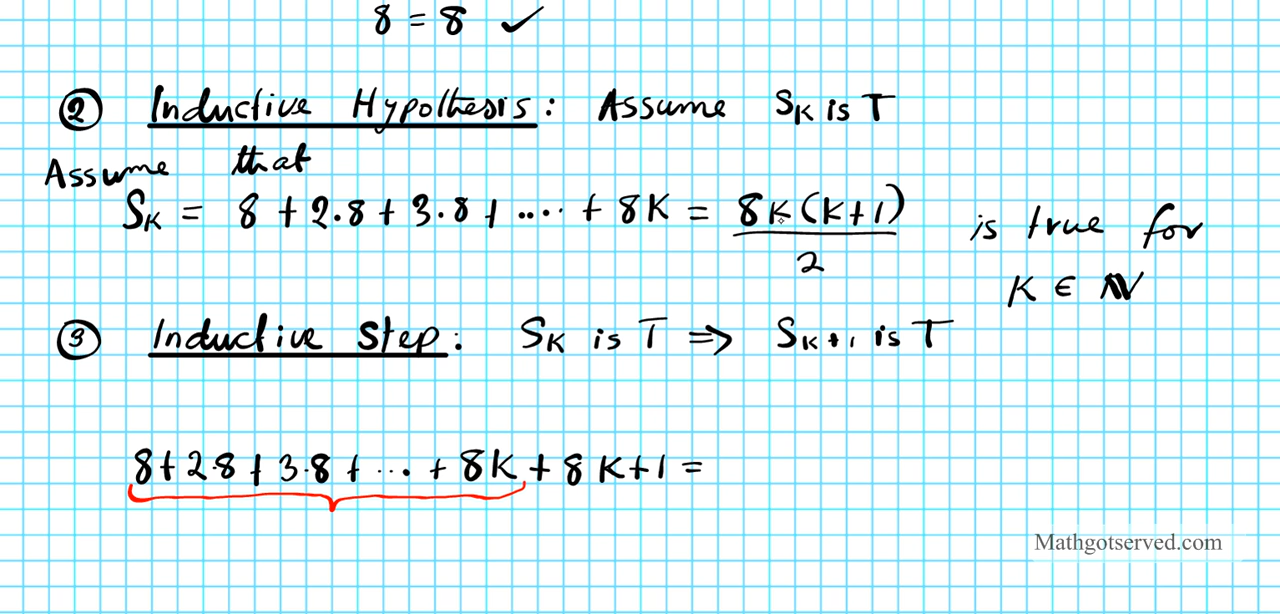 8 = 8 ✓
② Inductive Hypothesis: Assume Sₖ is T
Assume that
Sₖ = 8 + 2·8 + 3·8 + .... + 8K = 8K(K+1)/2 is true for
K ∈ ℕ
③ Inductive Step: Sₖ is T ⇒ Sₖ₊₁ is T
8+2·8+3·8+ ... + 8K + 8K+1 =
Mathgotserved.com